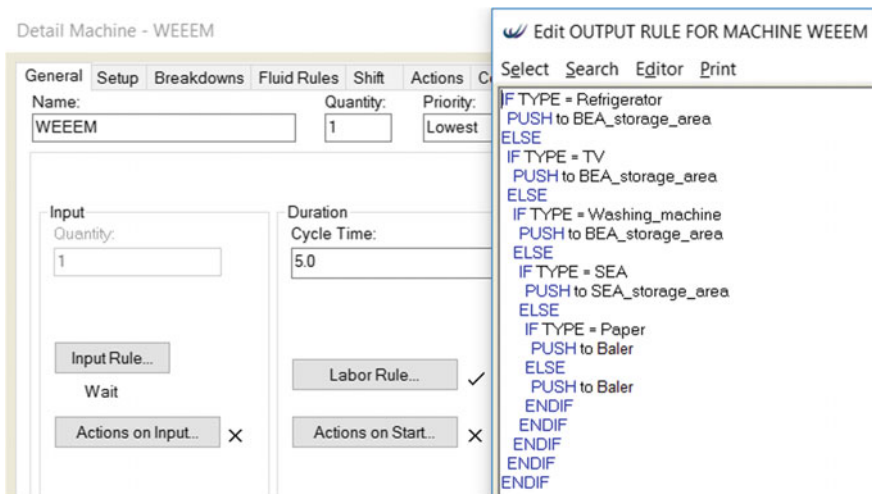 Detail Machine - WEEEM
General Setup Breakdowns Fluid Rules Shift Actions
Name: Quantity: Priority:
WEEEM 1 Lowest
Input
Quantity:
1
Input Rule...
Wait
Actions on Input...
Duration
Cycle Time:
5.0
Labor Rule...
Actions on Start...
Edit OUTPUT RULE FOR MACHINE WEEEM
Select Search Editor Print
IF TYPE = Refrigerator
PUSH to BEA_storage_area
ELSE
IF TYPE = TV
PUSH to BEA_storage_area
ELSE
IF TYPE = Washing_machine
PUSH to BEA_storage_area
ELSE
IF TYPE = SEA
PUSH to SEA_storage_area
ELSE
IF TYPE = Paper
PUSH to Baler
ELSE
PUSH to Baler
ENDIF
ENDIF
ENDIF
ENDIF
ENDIF